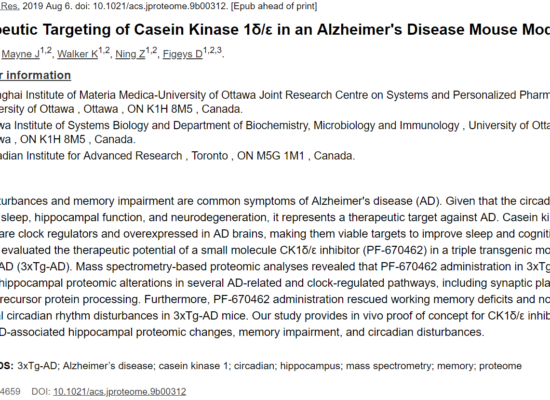 Res. 2019 Aug 6. doi: 10.1021/acs.jproteome.9b00312. [Epub ahead of print]
peutic Targeting of Casein Kinase 1δ/ε in an Alzheimer's Disease Mouse Mod
Mayne J1,2, Walker K1,2, Ning Z1,2, Figeys D1,2,3.
r information
nghai Institute of Materia Medica-University of Ottawa Joint Research Centre on Systems and Personalized Pharm
ersity of Ottawa , Ottawa , ON K1H 8M5 , Canada.
wa Institute of Systems Biology and Department of Biochemistry, Microbiology and Immunology , University of Otta
wa , ON K1H 8M5 , Canada.
adian Institute for Advanced Research , Toronto , ON M5G 1M1 , Canada.
turbances and memory impairment are common symptoms of Alzheimer's disease (AD). Given that the circad
sleep, hippocampal function, and neurodegeneration, it represents a therapeutic target against AD. Casein ki
are clock regulators and overexpressed in AD brains, making them viable targets to improve sleep and cogniti
evaluated the therapeutic potential of a small molecule CK1δ/ε inhibitor (PF-670462) in a triple transgenic mo
AD (3xTg-AD). Mass spectrometry-based proteomic analyses revealed that PF-670462 administration in 3xTg
hippocampal proteomic alterations in several AD-related and clock-regulated pathways, including synaptic pla
recursor protein processing. Furthermore, PF-670462 administration rescued working memory deficits and no
l circadian rhythm disturbances in 3xTg-AD mice. Our study provides in vivo proof of concept for CK1δ/ε inhib
D-associated hippocampal proteomic changes, memory impairment, and circadian disturbances.
DS: 3xTg-AD; Alzheimer's disease; casein kinase 1; circadian; hippocampus; mass spectrometry; memory; proteome
4659 DOI: 10.1021/acs.jproteome.9b00312